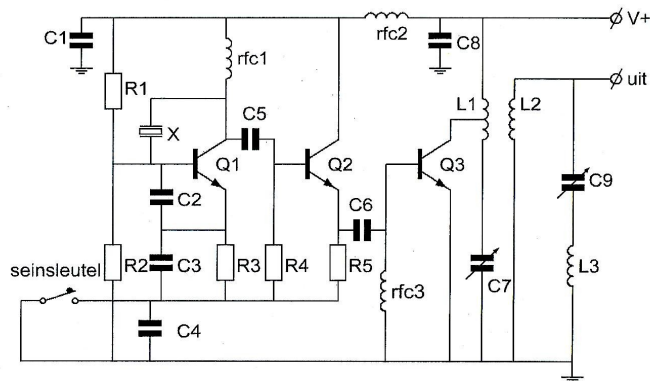 C1
rfc1
rfc2
C8
V+
uit
R1
X
C5
L1
L2
Q1
Q2
Q3
C2
C6
C9
seinsleutel
R2
C3
R3
R4
R5
rfc3
C7
L3
C4